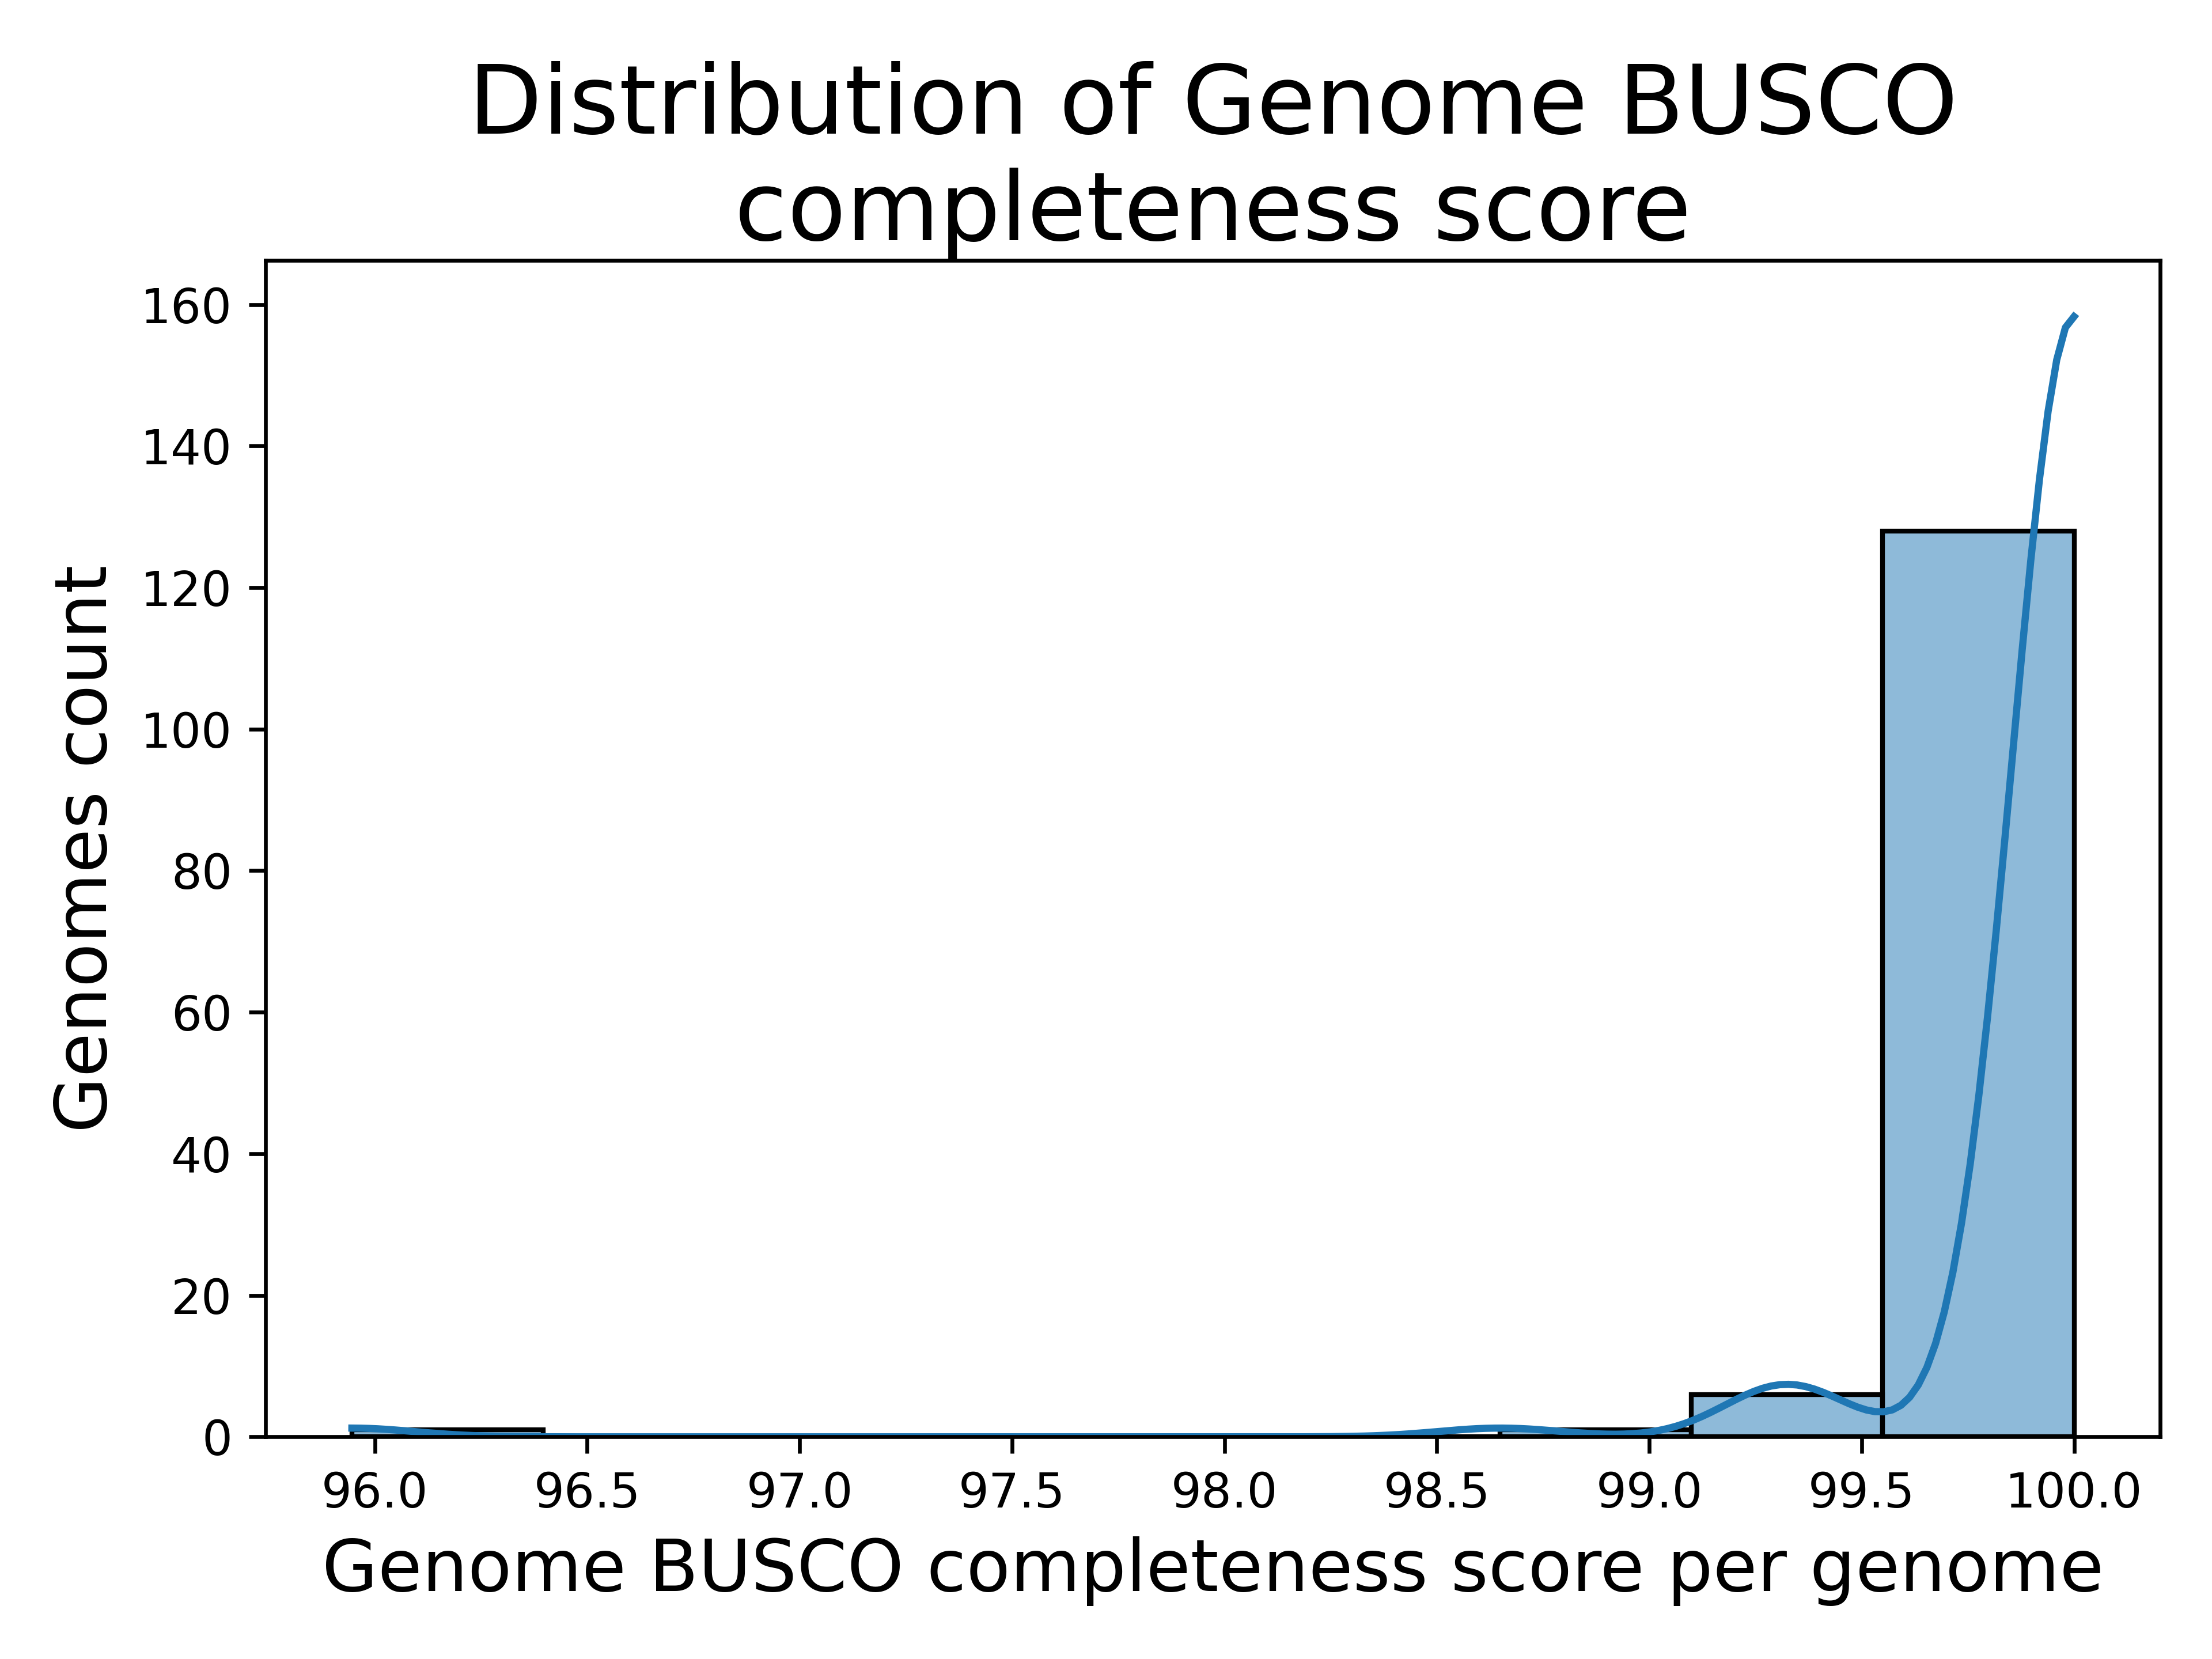 Distribution of Genome BUSCO
completeness score
160
140
120
100
80
60
40
20
0
Genomes count
96.0 96.5 97.0 97.5 98.0 98.5 99.0 99.5 100.0
Genome BUSCO completeness score per genome